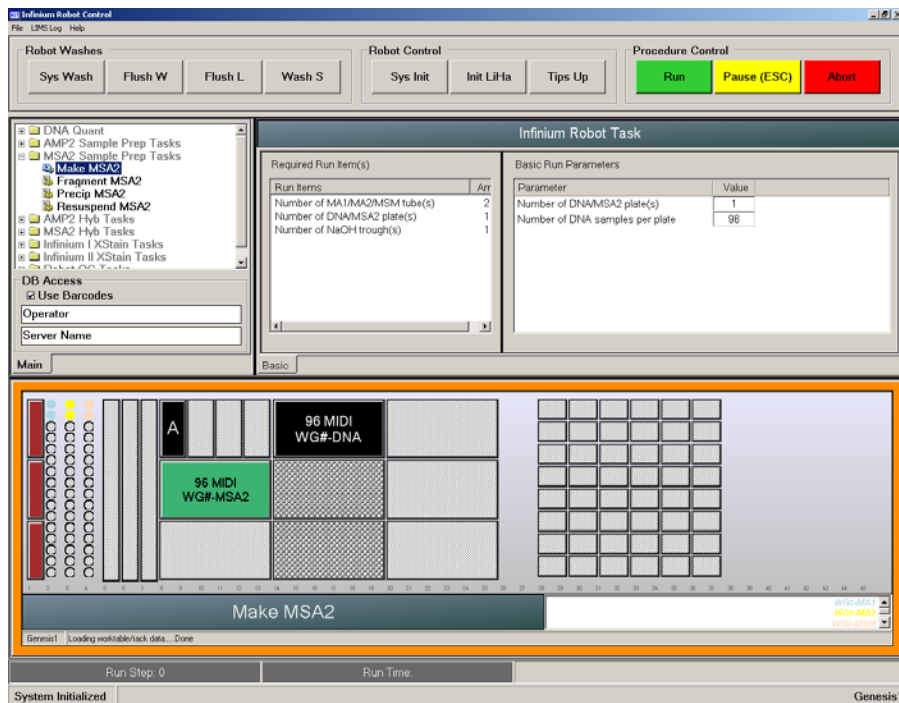 Infinium Robot Control
File LIMS Log Help
Robot Washes
Sys Wash Flush W Flush L Wash S
Robot Control
Sys Init Init LiHa Tips Up
Procedure Control
Run Pause (ESC) Abort
DNA Quant
AMP2 Sample Prep Tasks
MSA2 Sample Prep Tasks
Make MSA2
Fragment MSA2
Precip MSA2
Resuspend MSA2
AMP2 Hyb Tasks
MSA2 Hyb Tasks
Infinium I XStain Tasks
Infinium II XStain Tasks
DB Access
Use Barcodes
Operator
Server Name
Main
Infinium Robot Task
Required Run Item(s)
Run Items Am
Number of MA1/MA2/MSM tube(s) 2
Number of DNA/MSA2 plate(s) 1
Number of NaOH trough(s) 1
Basic Run Parameters
Parameter Value
Number of DNA/MSA2 plate(s) 1
Number of DNA samples per plate 96
Basic
A
96 MIDI
WG#-DNA
96 MIDI
WG#-MSA2
Make MSA2
WG#-MA1
WG#-MA2
WG#-MSM
Genesis1 Loading worktable/rack data....Done
Run Step: 0 Run Time:
System Initialized Genesis